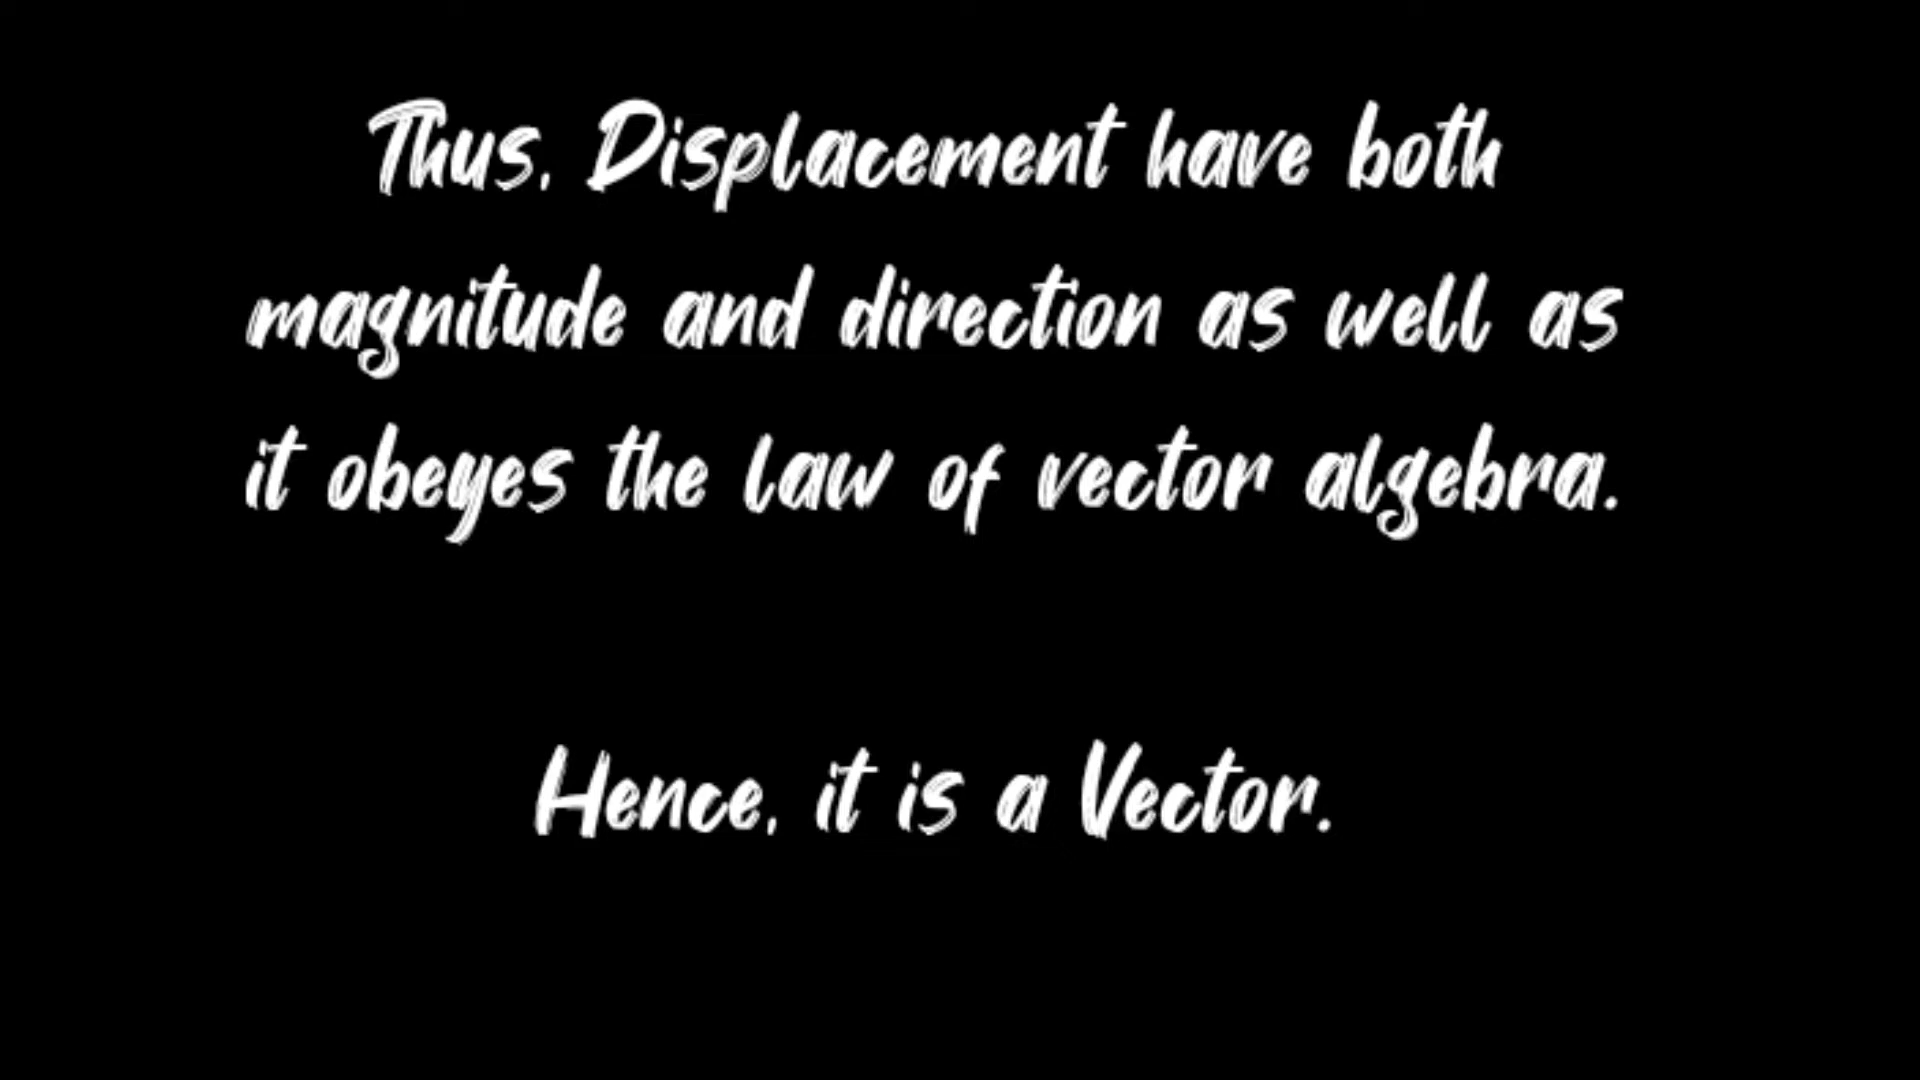 Thus, Displacement have both
magnitude and direction as well as
it obeyes the law of vector algebra.
Hence, it is a Vector.